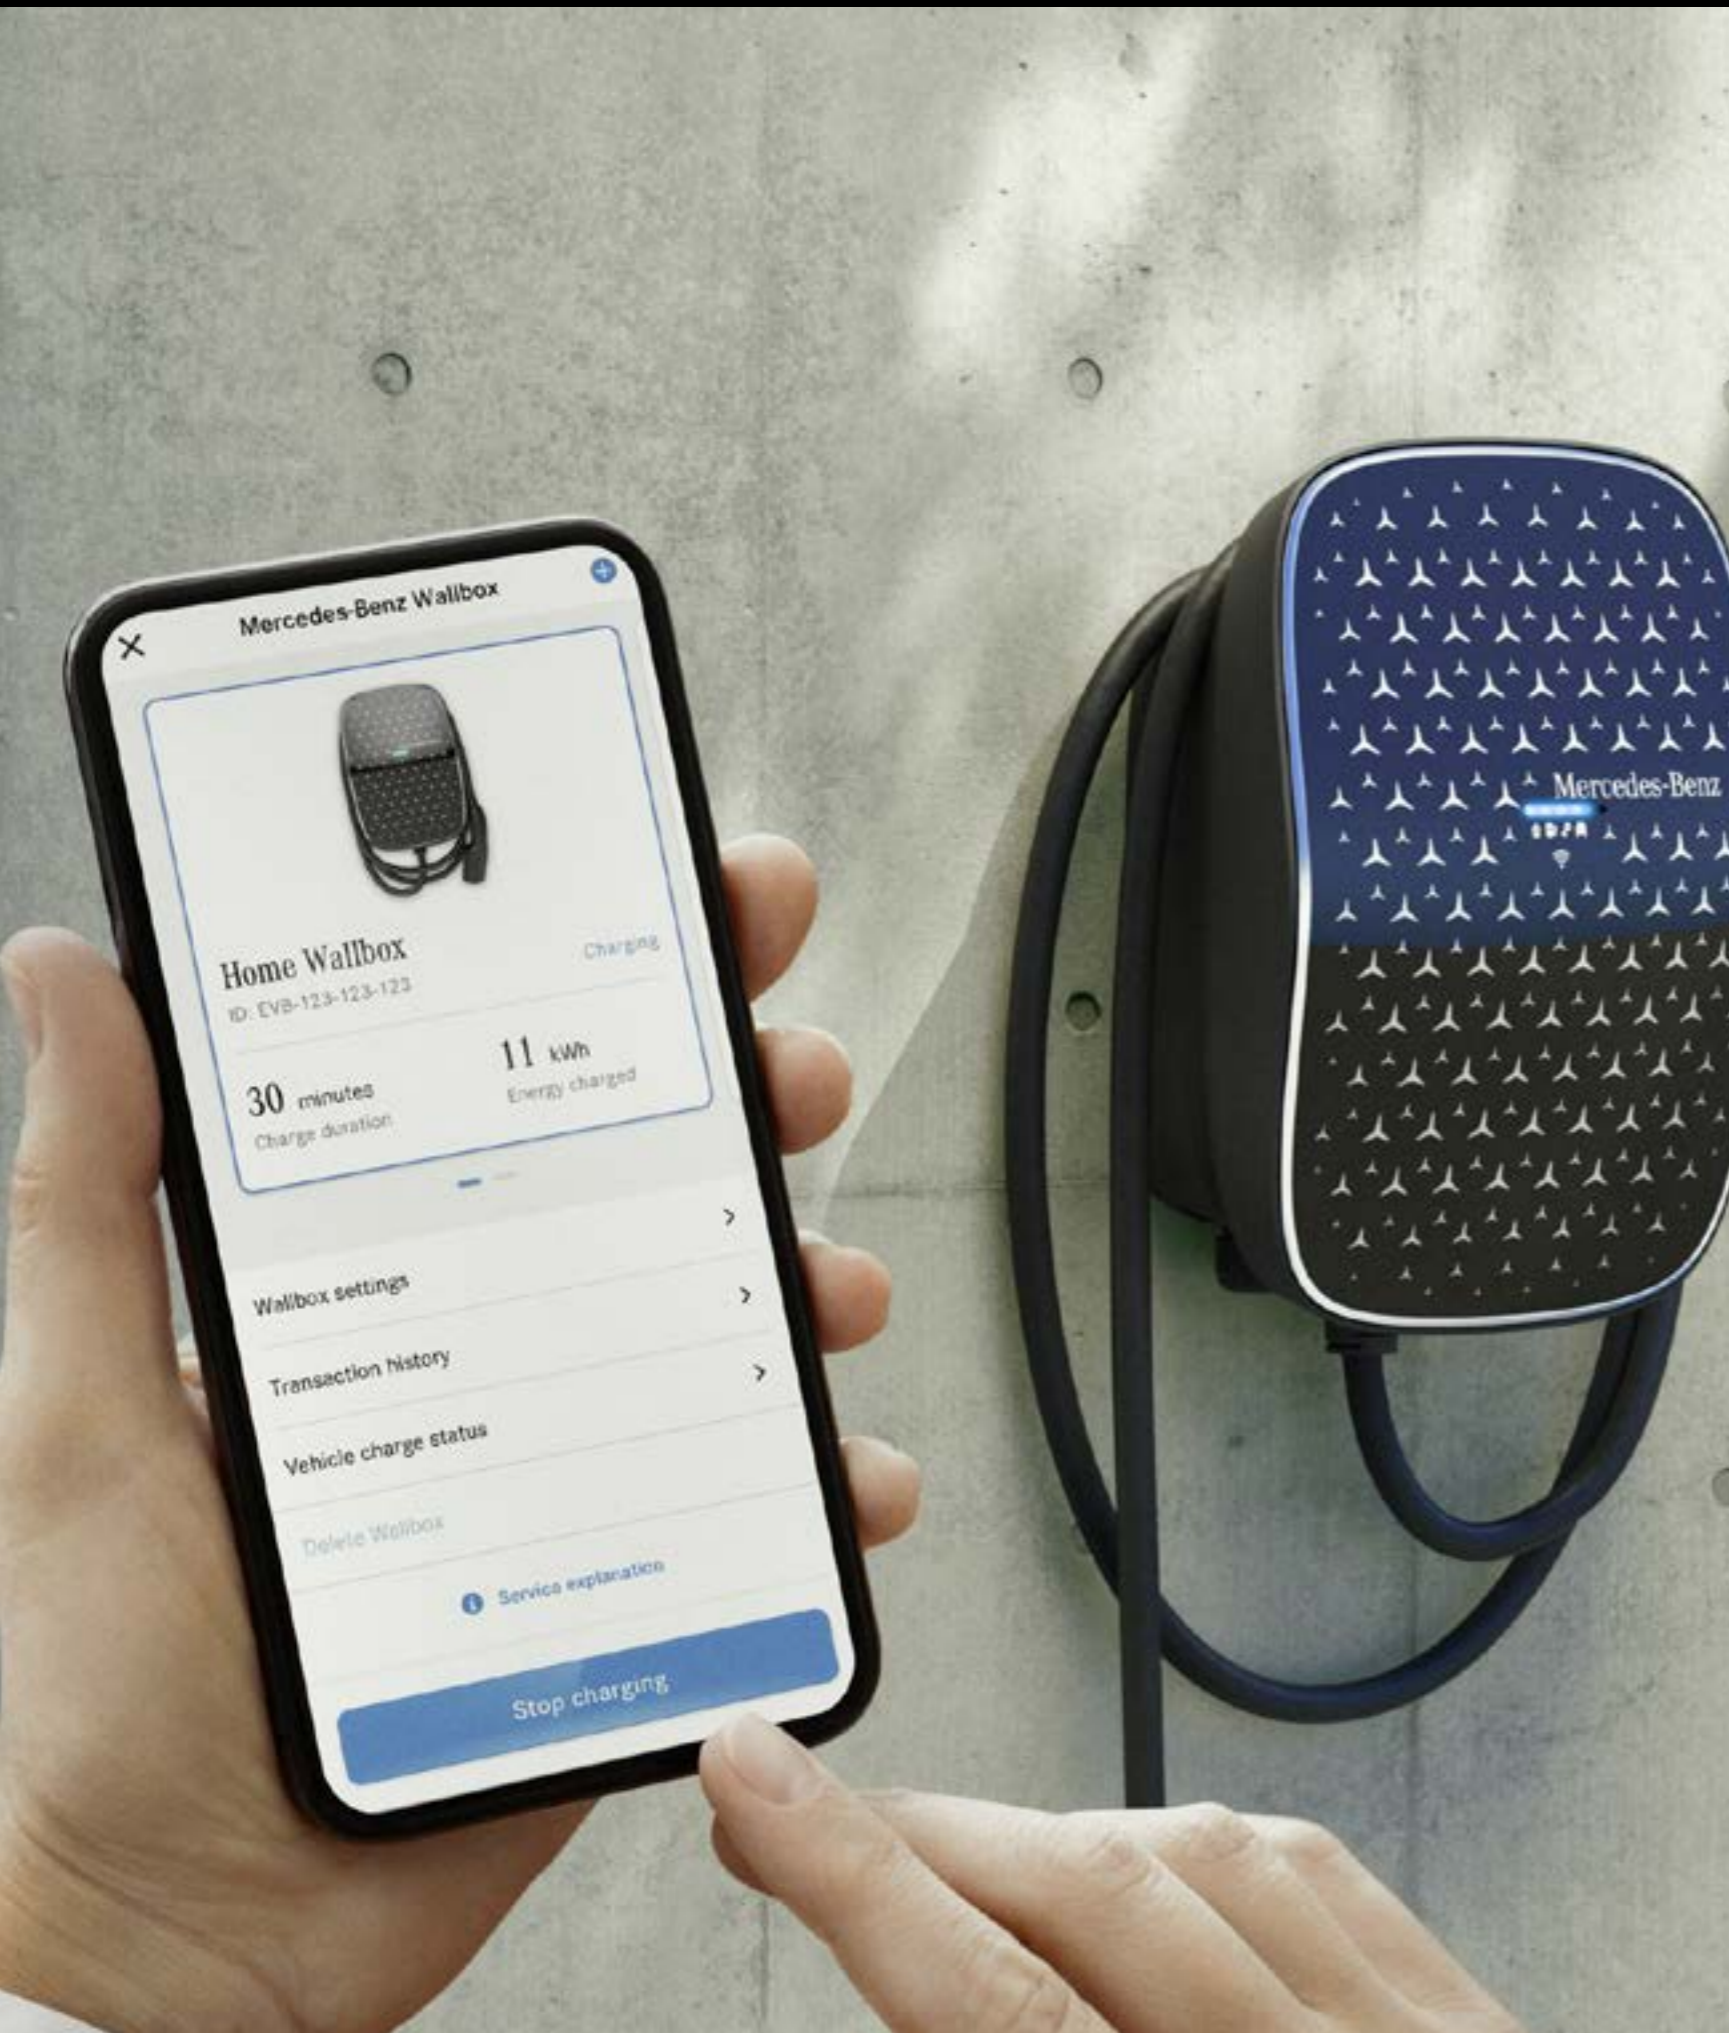 Mercedes-Benz Wallbox
Home Wallbox
Charging
ID: EVB-123-123-123
30 minutes
11 kWh
Charge duration
Energy charged
Wallbox settings
Transaction history
Vehicle charge status
Delete Wallbox
Service explanation
Stop charging
Mercedes-Benz